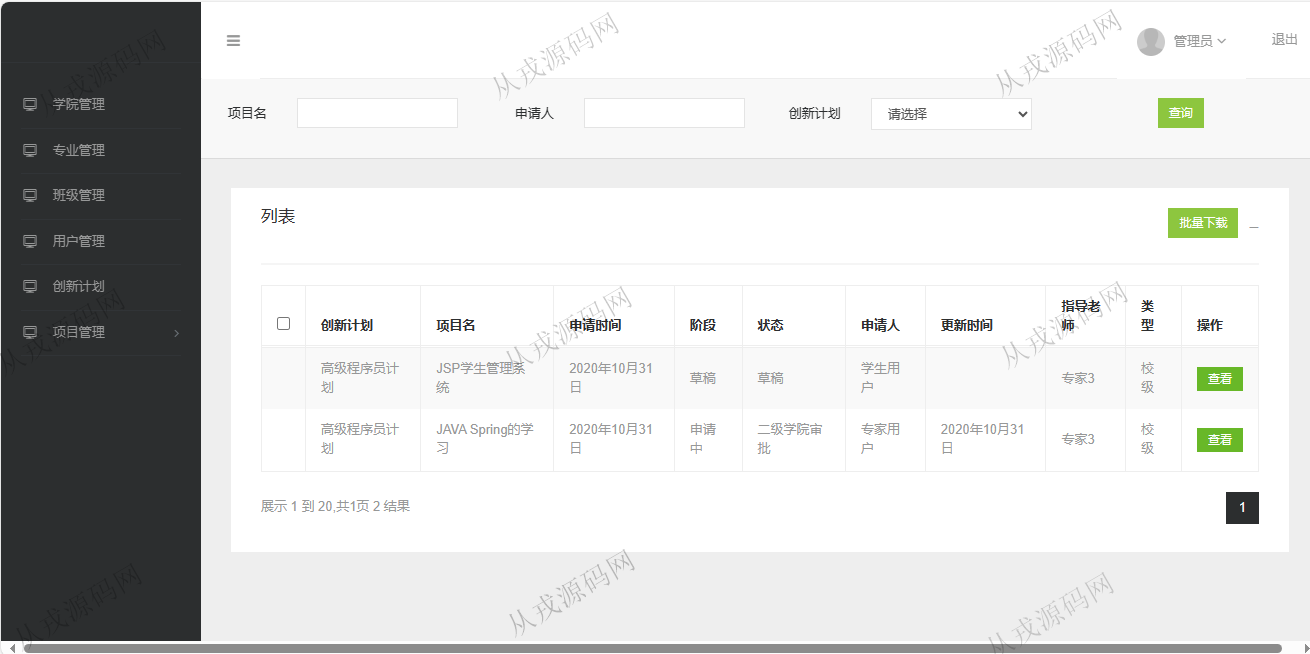 管理员
退出
学院管理
专业管理
班级管理
用户管理
创新计划
项目管理
项目名
申请人
创新计划
请选择
查询
列表
批量下载
创新计划 项目名 申请时间 阶段 状态 申请人 更新时间 指导老师 类型 操作
高级程序员计划 JSP学生管理系统 2020年10月31日 草稿 草稿 学生用户 专家3 校级 查看
高级程序员计划 JAVA Spring的学习 2020年10月31日 申请中 二级学院审批 专家用户 2020年10月31日 专家3 校级 查看
展示 1 到 20,共1页 2 结果
1
从戎源码网
从戎源码网
从戎源码网
从戎源码网
从戎源码网
从戎源码网
从戎源码网
从戎源码网
从戎源码网